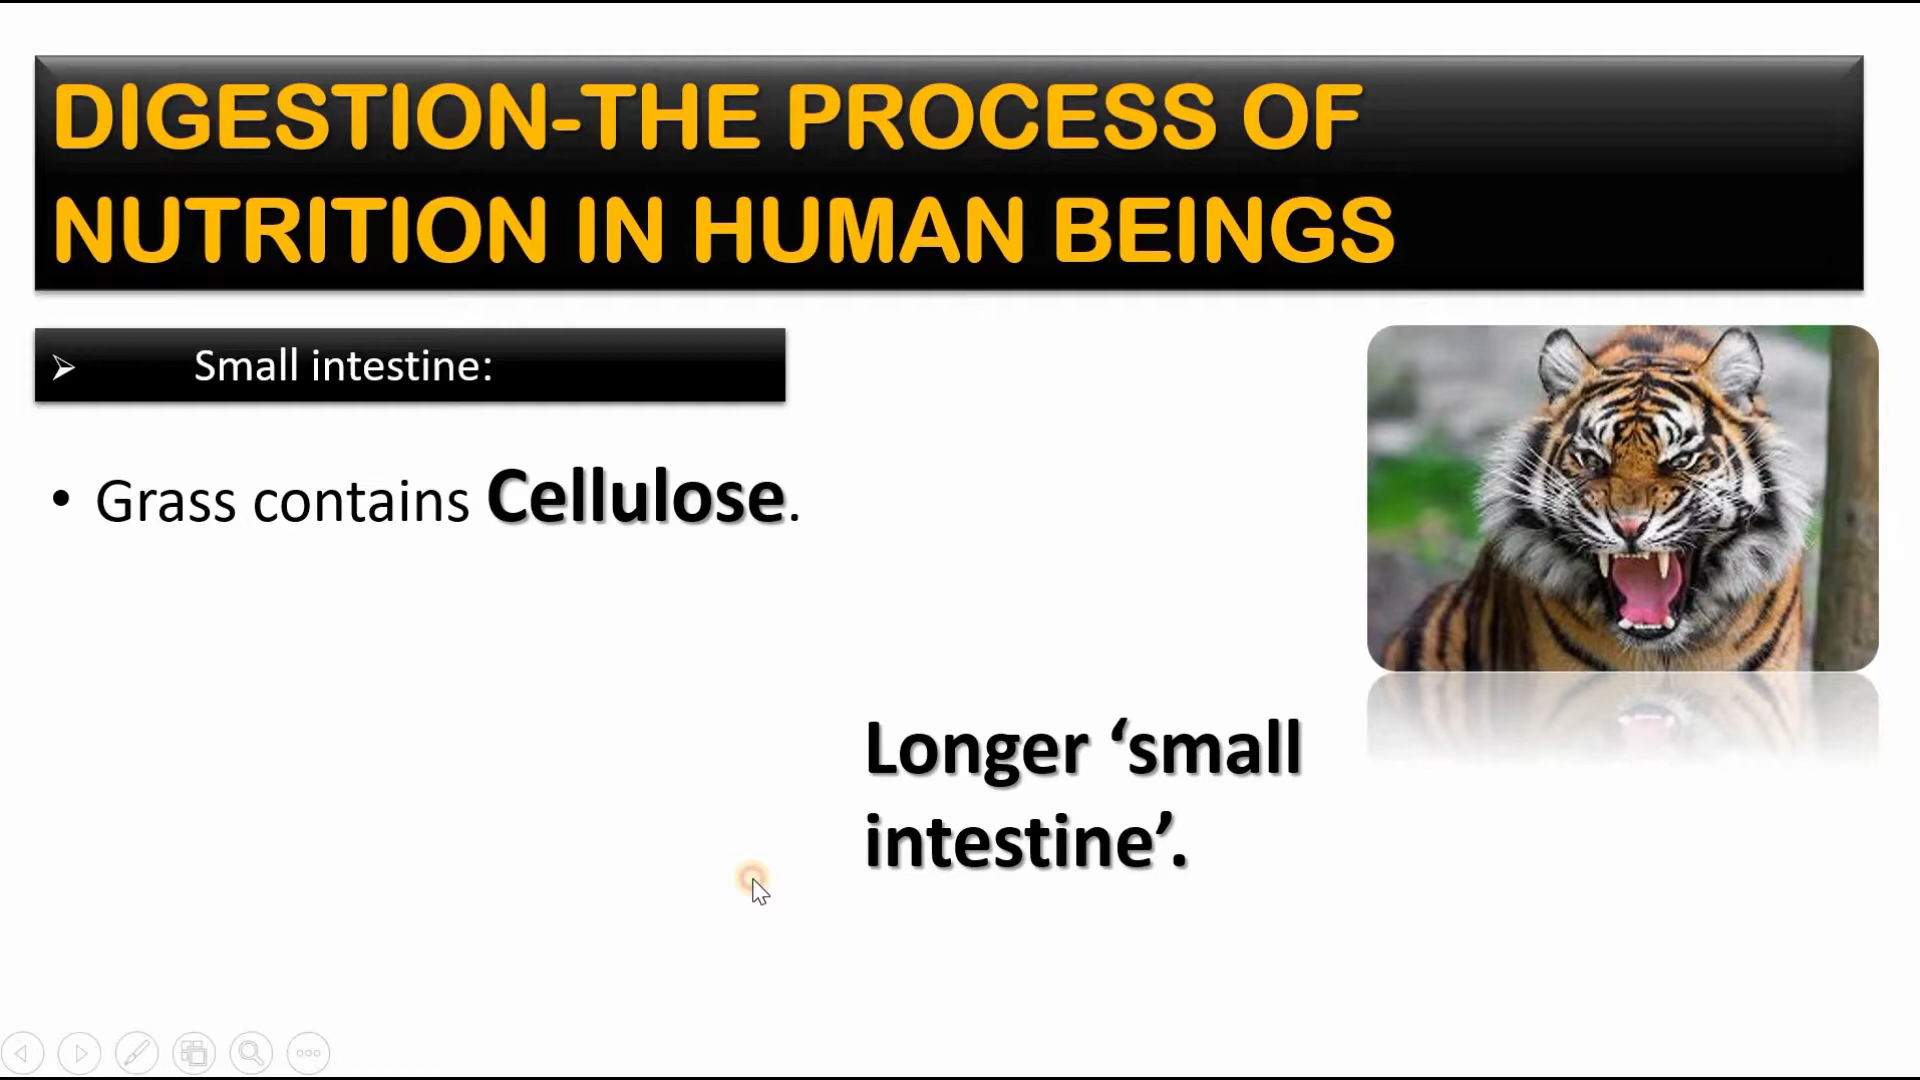 DIGESTION-THE PROCESS OF
NUTRITION IN HUMAN BEINGS
➢ Small intestine:
• Grass contains Cellulose.
Longer ‘small
intestine’.